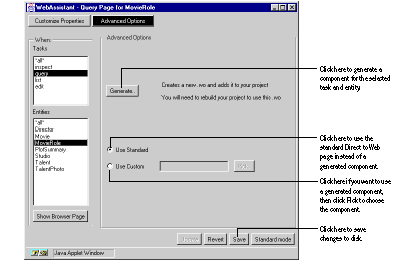 WebAssistant - Query Page for MovieRole
Customize Properties
Advanced Options
When:
Tasks
*all*
inspect
query
list
edit
Entities
*all*
Director
Movie
MovieRole
PlotSummary
Studio
Talent
TalentPhoto
Show Browser Page
Advanced Options
Generate...
Creates a new .wo and adds it to your project
You will need to rebuild your project to use this .wo
Use Standard
Use Custom
Update
Revert
Save
Standard mode
Java Applet Window
Click here to generate a
component for the selected
task and entity.
Click here to use the
standard Direct to Web
page instead of a
generated component.
Click here if you want to use
a generated component,
then click Pick to choose
the component.
Click here to save
changes to disk.